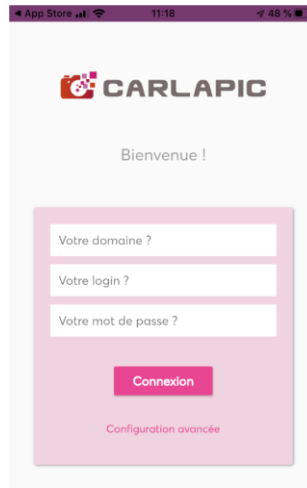 ◄ App Store 11:18 48 %
CARLAPIC
Bienvenue !
Votre domaine ?
Votre login ?
Votre mot de passe ?
Connexion
Configuration avancée